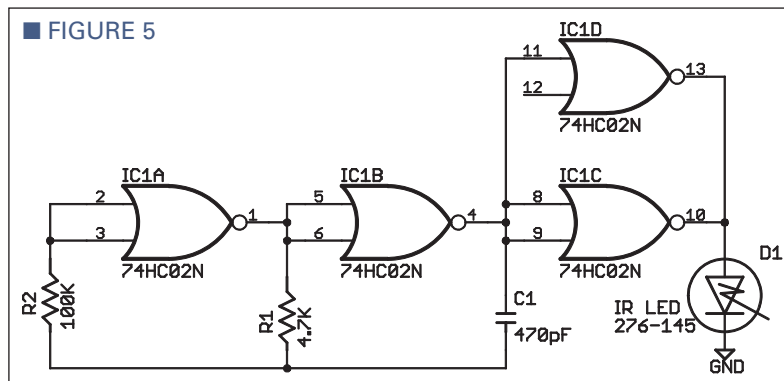 ■ FIGURE 5
IC1D
11
12
13
74HC02N
IC1A
2
3
1
74HC02N
IC1B
5
6
4
74HC02N
IC1C
8
9
10
74HC02N
R2
100K
R1
4.7K
C1
470pF
D1
IR LED
276-145
GND